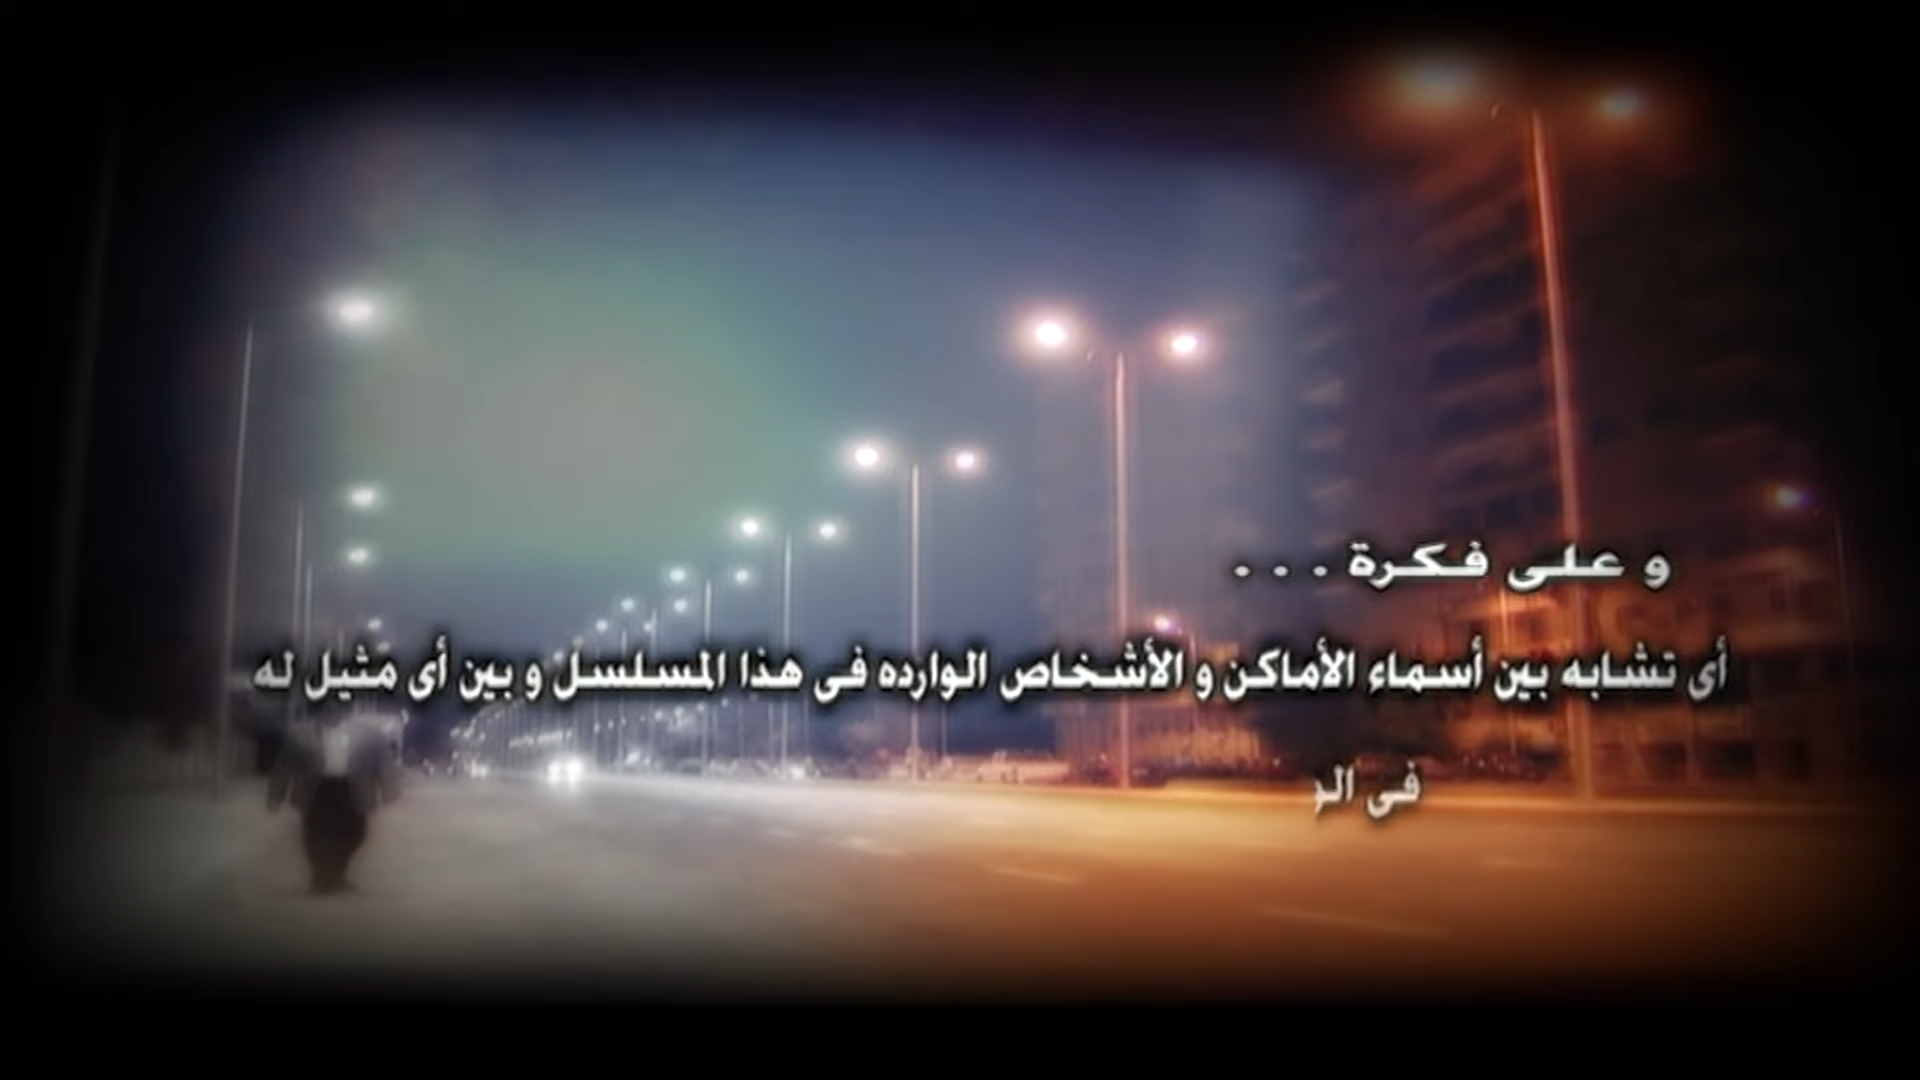 و على فكرة . . .
أى تشابه بين أسماء الأماكن و الأشخاص الوارده فى هذا المسلسل و بين أى مثيل له
فى